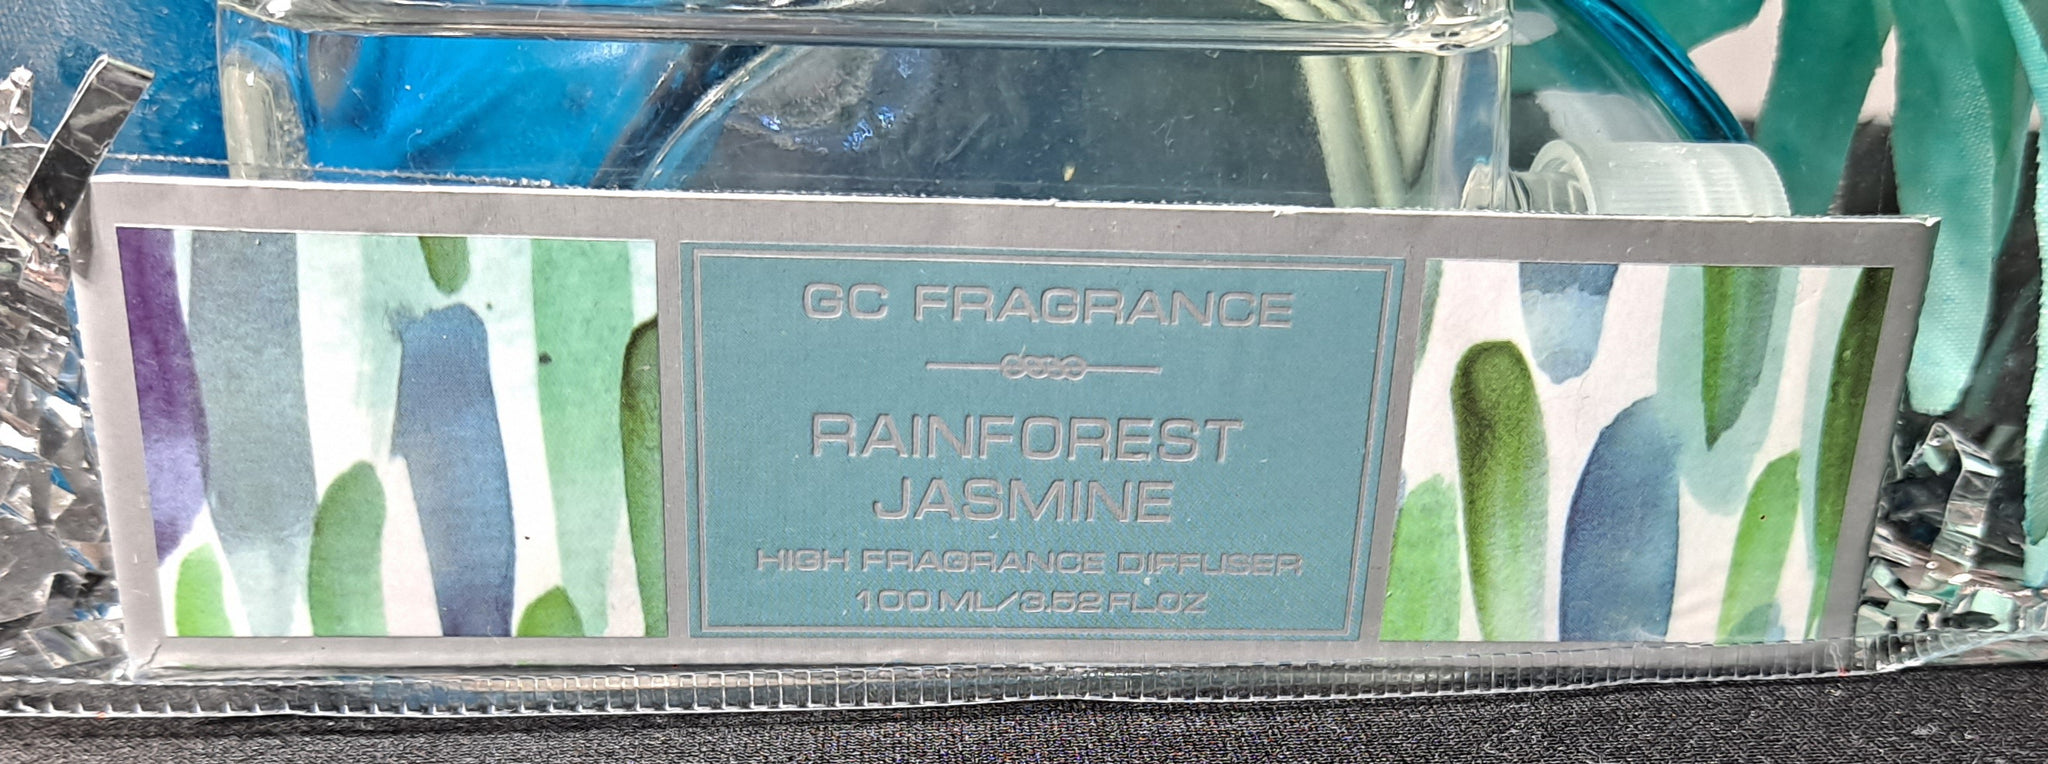 GC FRAGRANCE
RAINFOREST
JASMINE
HIGH FRAGRANCE DIFFUSER
100 ML/3.52 FL.OZ